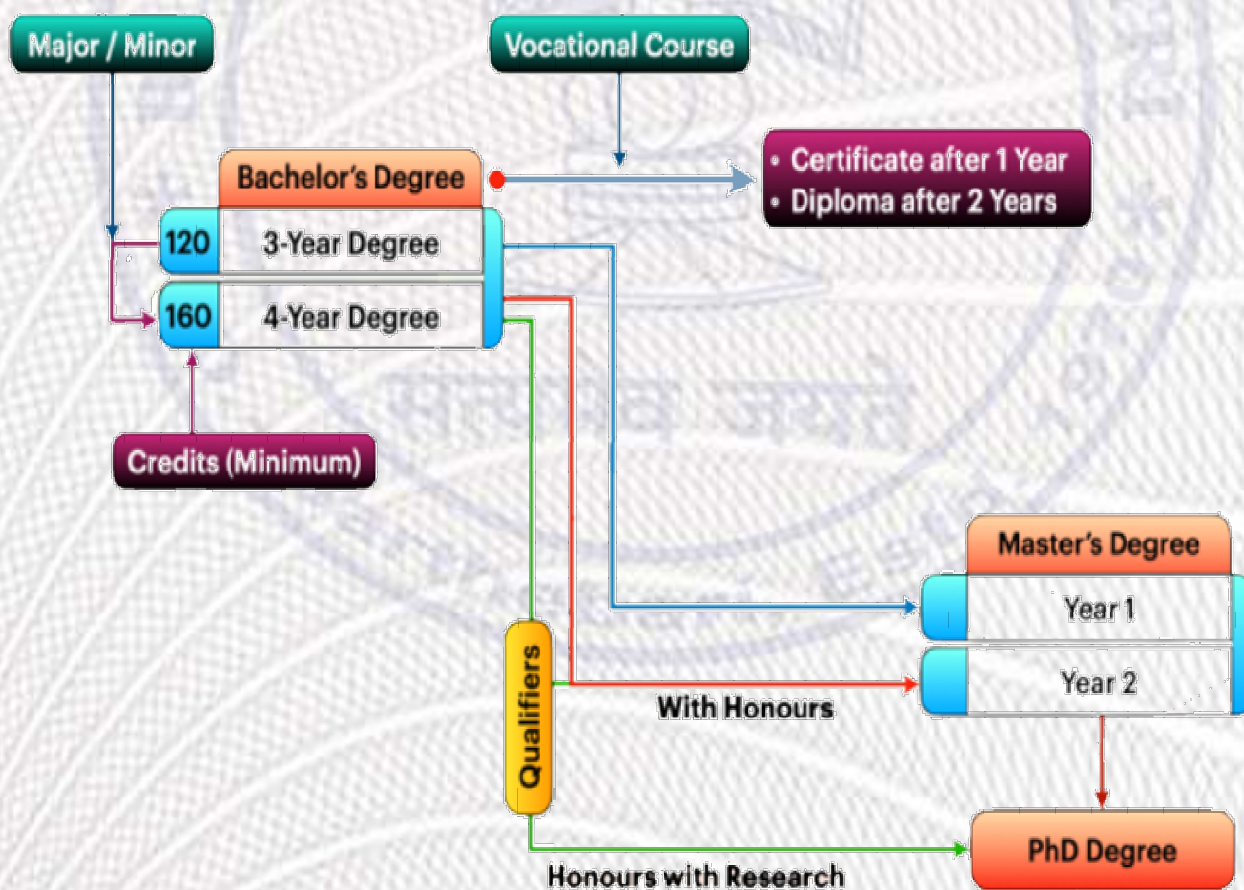 Major / Minor
Vocational Course
• Certificate after 1 Year
• Diploma after 2 Years
Bachelor's Degree
120 3-Year Degree
160 4-Year Degree
Credits (Minimum)
Master's Degree
Year 1
Year 2
Qualifiers
With Honours
PhD Degree
Honours with Research